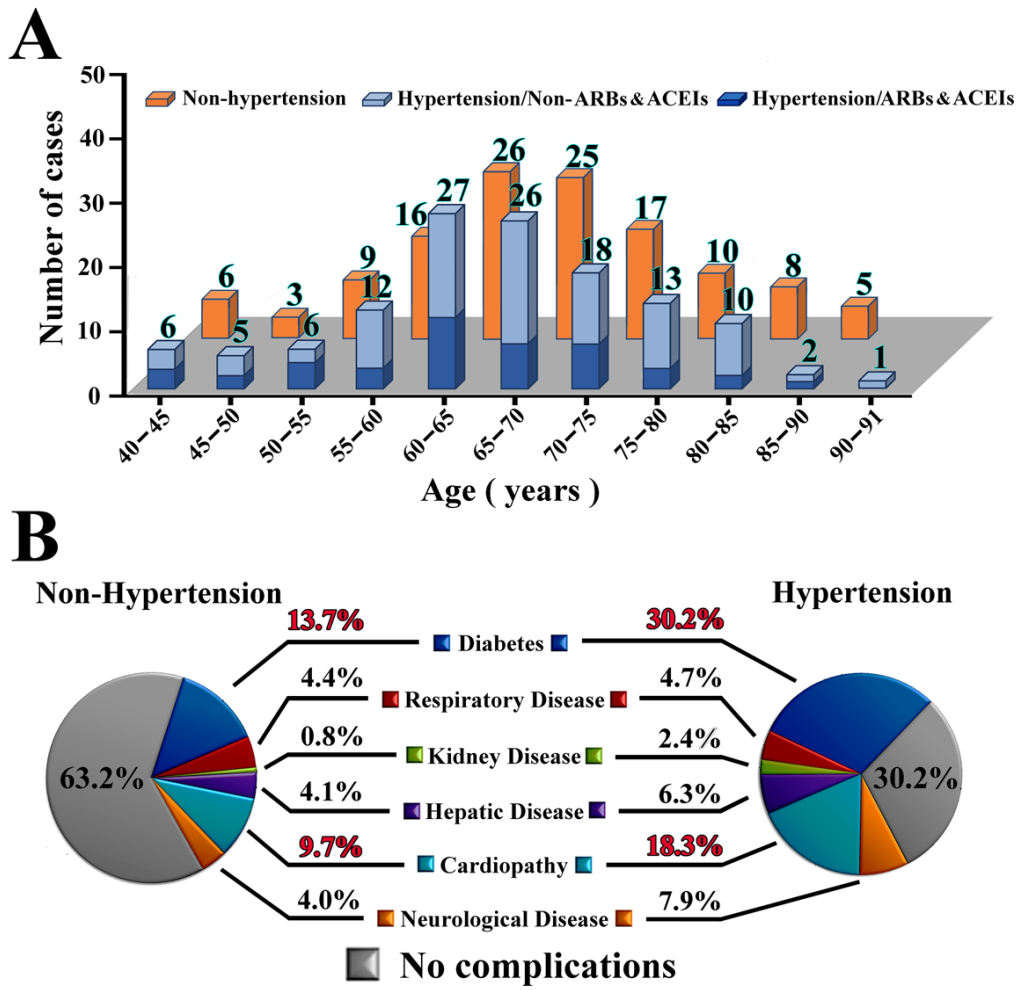 A
50
Non-hypertension Hypertension/Non-ARBs & ACEIs Hypertension/ARBs & ACEIs
40
30
20
10
0
Number of cases
6 3 9 16 26 25 17 10 8 5
6 5 6 12 27 26 18 13 10 2 1
40−45 45−50 50−55 55−60 60−65 65−70 70−75 75−80 80−85 85−90 90−91
Age ( years )
B
Non-Hypertension Hypertension
13.7% Diabetes 30.2%
4.4% Respiratory Disease 4.7%
0.8% Kidney Disease 2.4%
63.2% 30.2%
4.1% Hepatic Disease 6.3%
9.7% Cardiopathy 18.3%
4.0% Neurological Disease 7.9%
No complications